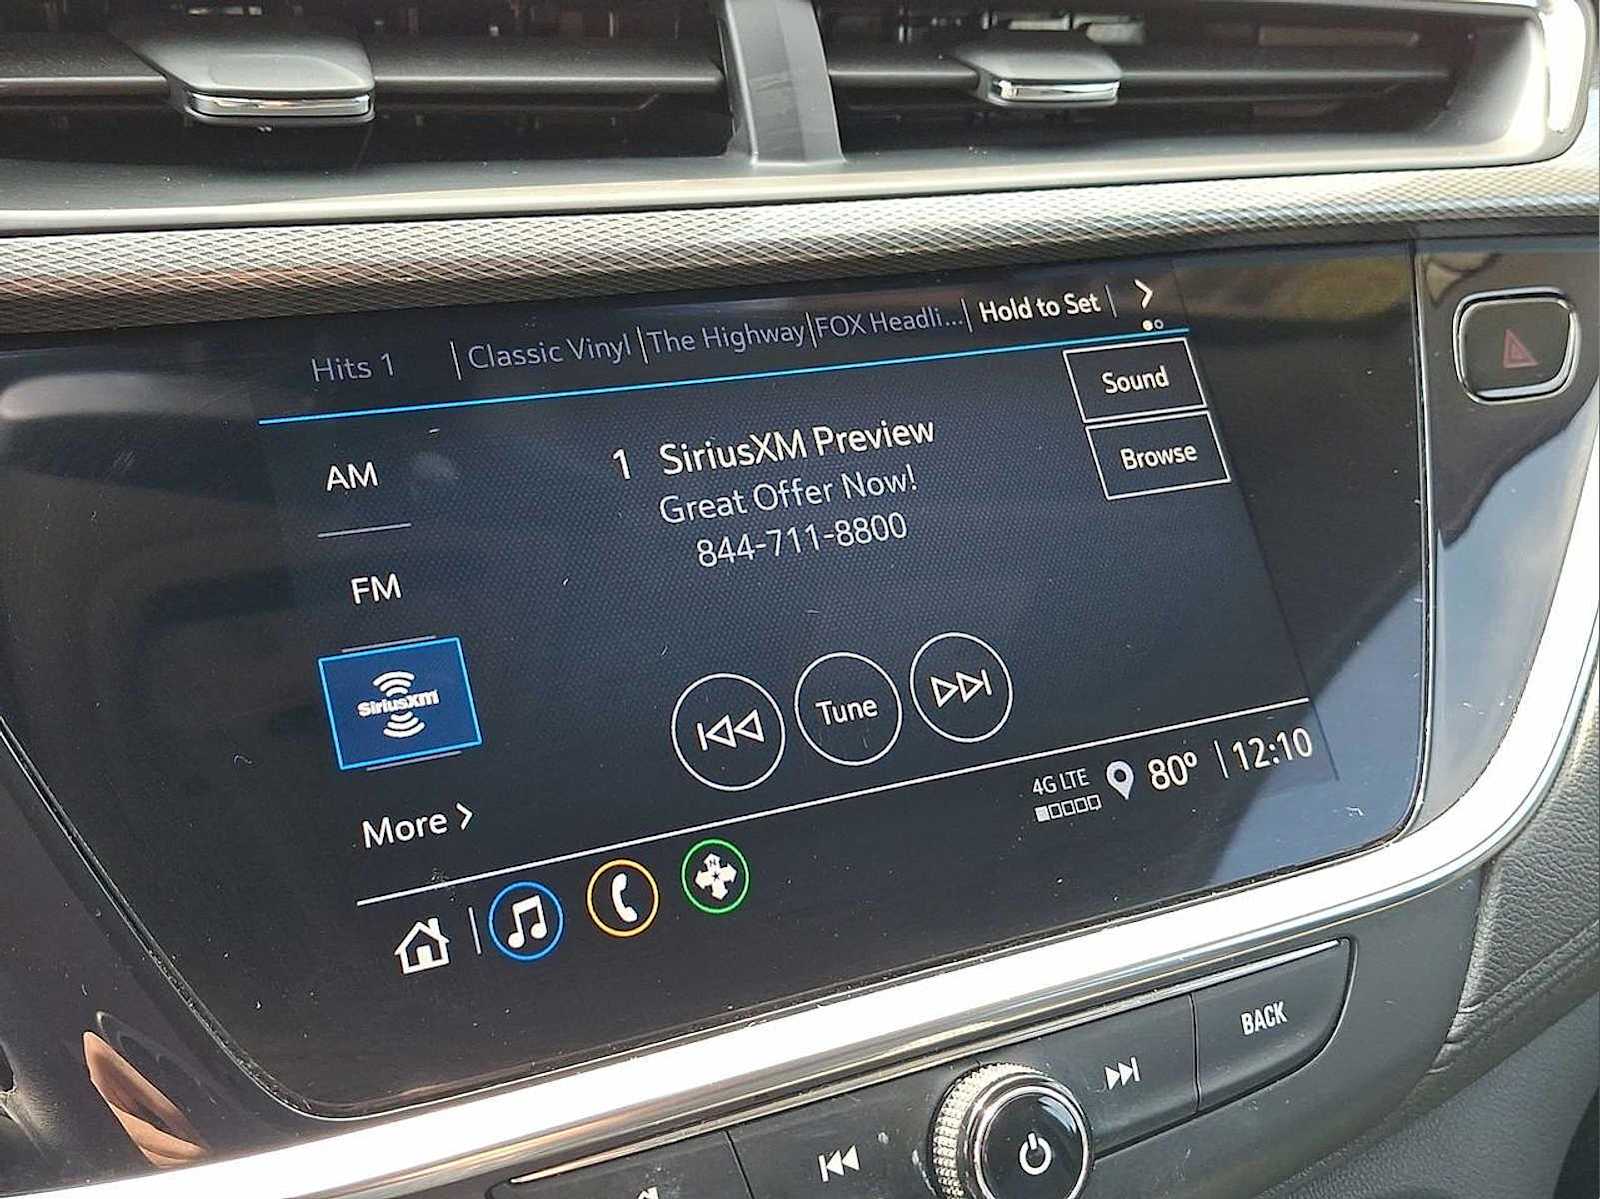 Hits 1 | Classic Vinyl | The Highway | FOX Headli... | Hold to Set
Sound
AM
1 SiriusXM Preview
Browse
Great Offer Now!
844-711-8800
FM
SiriusXM
Tune
4G LTE
80° | 12:10
More
N
BACK